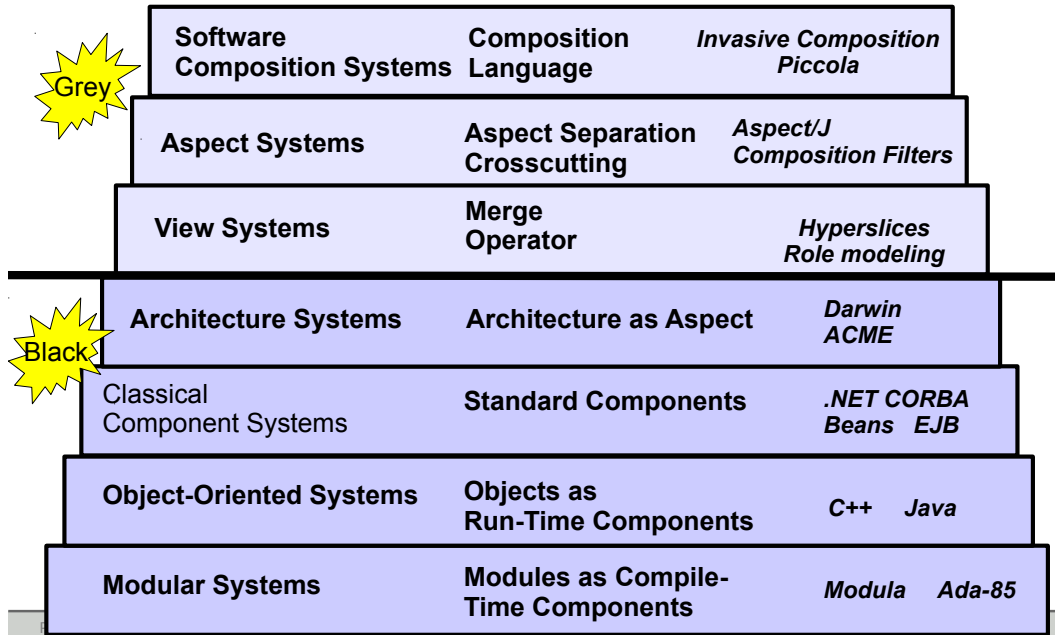 Software Composition Invasive Composition
Composition Systems Language Piccola
Grey
Aspect Systems Aspect Separation Aspect/J
Crosscutting Composition Filters
View Systems Merge
Operator Hyperslices
Role modeling
Architecture Systems Architecture as Aspect Darwin
ACME
Black
Classical Standard Components .NET CORBA
Component Systems Beans EJB
Object-Oriented Systems Objects as C++ Java
Run-Time Components
Modular Systems Modules as Compile- Modula Ada-85
Time Components